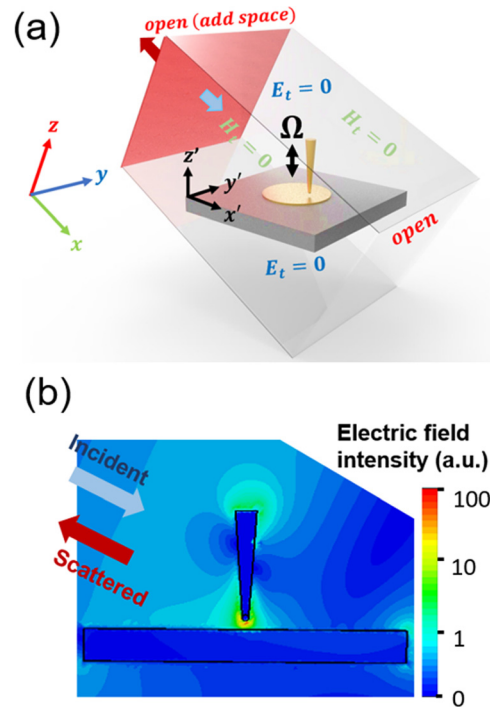 (a)
open (add space)
E_t = 0
H_t = 0
H_t = 0
Ω
z
y
x
z'
y'
x'
open
E_t = 0
(b)
Incident
Scattered
Electric field
intensity (a.u.)
100
10
1
0